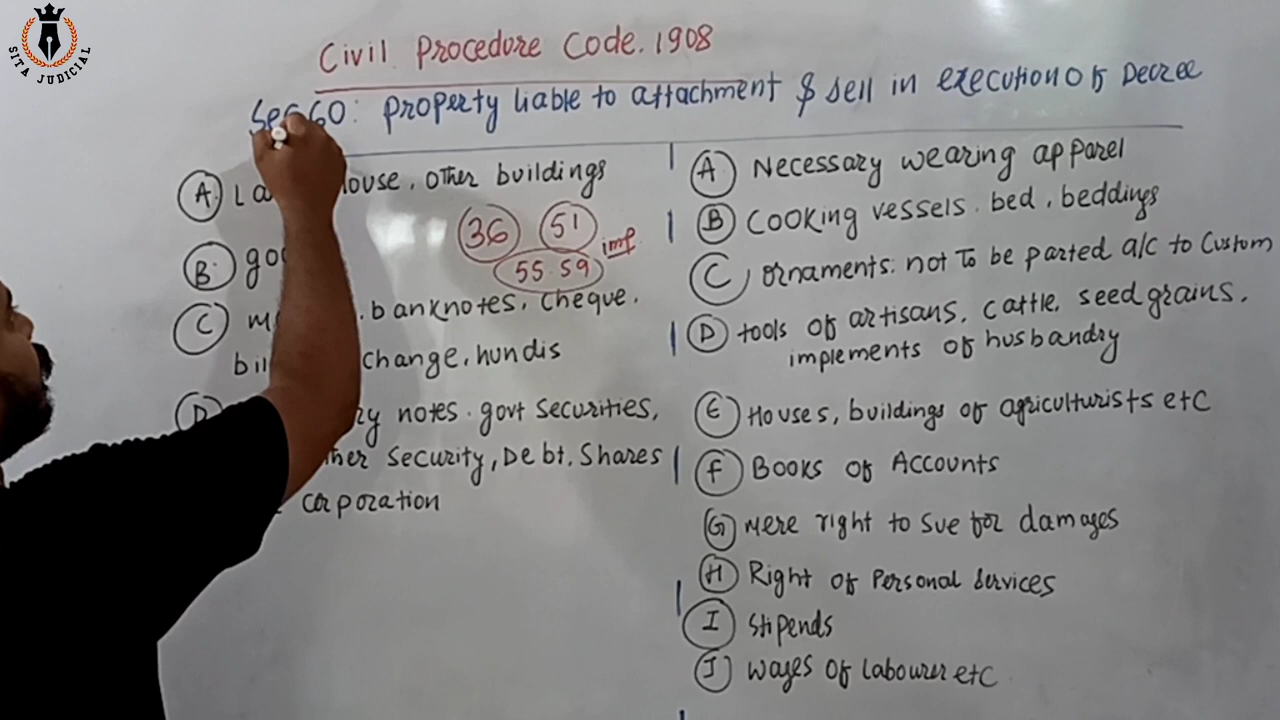 SITA JUDICIAL
Civil Procedure Code. 1908
Sec 60: Property liable to attachment & sell in execution of Decree
A. house, other buildings
36 51
B.
55.59 imp.
C banknotes, cheque.
change, hundis
D notes. govt securities,
security, Debt, Shares
corporation
A Necessary wearing apparel
B Cooking vessels. bed, beddings
C ornaments: not To be parted a/c to Custom
D tools of artisans, cattle, seed grains.
implements of husbandry
E Houses, buildings of agriculturists etc
F Books of Accounts
G mere right to sue for damages
H Right of Personal services
I Stipends
J wages of labourer etc